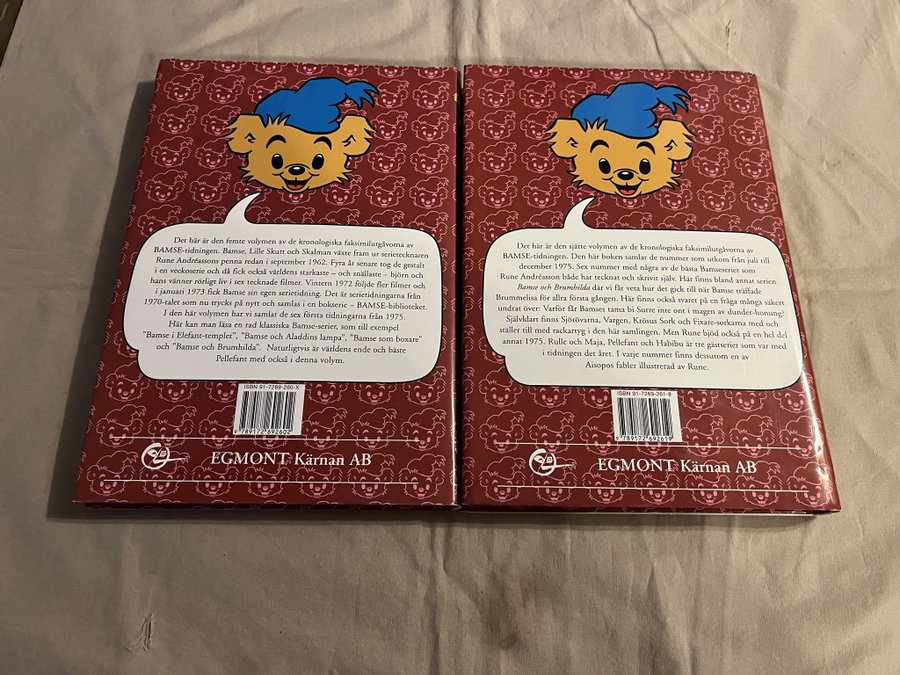 Det här är den femte volymen av de kronologiska faksimilutgåvorna av
BAMSE-tidningen. Bamse, Lille Skutt och Skalman växte fram ur serietecknaren
Rune Andréassons penna redan i september 1962. Fyra år senare tog de gestalt
i en veckoserie och då fick också världens starkaste – och snällaste – björn och
hans vänner rörligt liv i sex tecknade filmer. Vintern 1972 följde fler filmer och
i januari 1973 fick Bamse sin egen serietidning. Det är serietidningarna från
1970-talet som nu trycks på nytt och samlas i en bokserie – BAMSE-biblioteket.
I den här volymen har vi samlat de sex första tidningarna från 1975.
Här kan man läsa en rad klassiska Bamse-serier, som till exempel
"Bamse i Elefant-templet", "Bamse och Aladdins lampa", "Bamse som boxare"
och "Bamse och Brumhilda". Naturligtvis är världens ende och bäste
Pellefant med också i denna volym.
ISBN 91-7269-260-X
9 789172 692602
EGMONT Kärnan AB
Det här är den sjätte volymen av de kronologiska faksimilutgåvorna av
BAMSE-tidningen. Den här boken samlar de nummer som utkom från juli till
december 1975. Sex nummer med några av de bästa Bamseserier som
Rune Andréasson både har tecknat och skrivit själv. Här finns bland annat serien
Bamse och Brumhilda där vi får veta hur det gick till när Bamse träffade
Brummelisa för allra första gången. Här finns också svaret på en fråga många säkert
undrat över: Varför får Bamses tama bi Surre inte ont i magen av dunder-honung?
Självklart finns Sjörövarna, Vargen, Krösus Sork och Fixare-sorkarna med och
ställer till med rackartyg i den här samlingen. Men Rune bjöd också på en hel del
annat 1975. Rulle och Maja, Pellefant och Habibu är tre gästserier som var med
i tidningen det året. I varje nummer finns dessutom en av
Aisopos fabler illustrerad av Rune.
ISBN 91-7269-261-8
9 789172 692619
EGMONT Kärnan AB